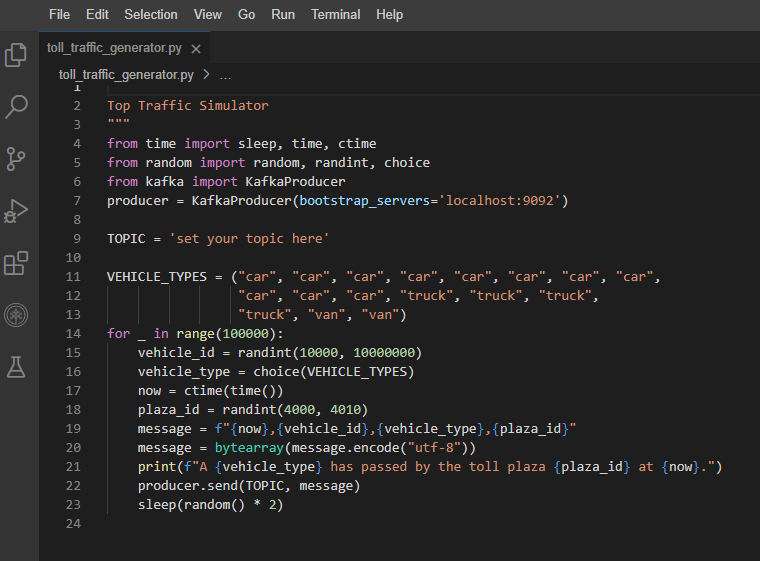 File Edit Selection View Go Run Terminal Help
toll_traffic_generator.py ×
toll_traffic_generator.py > ...
1
2 Top Traffic Simulator
3 """
4 from time import sleep, time, ctime
5 from random import random, randint, choice
6 from kafka import KafkaProducer
7 producer = KafkaProducer(bootstrap_servers='localhost:9092')
8
9 TOPIC = 'set your topic here'
10
11 VEHICLE_TYPES = ("car", "car", "car", "car", "car", "car", "car", "car",
12                  "car", "car", "car", "truck", "truck", "truck",
13                  "truck", "van", "van")
14 for _ in range(100000):
15     vehicle_id = randint(10000, 10000000)
16     vehicle_type = choice(VEHICLE_TYPES)
17     now = ctime(time())
18     plaza_id = randint(4000, 4010)
19     message = f"{now},{vehicle_id},{vehicle_type},{plaza_id}"
20     message = bytearray(message.encode("utf-8"))
21     print(f"A {vehicle_type} has passed by the toll plaza {plaza_id} at {now}.")
22     producer.send(TOPIC, message)
23     sleep(random() * 2)
24